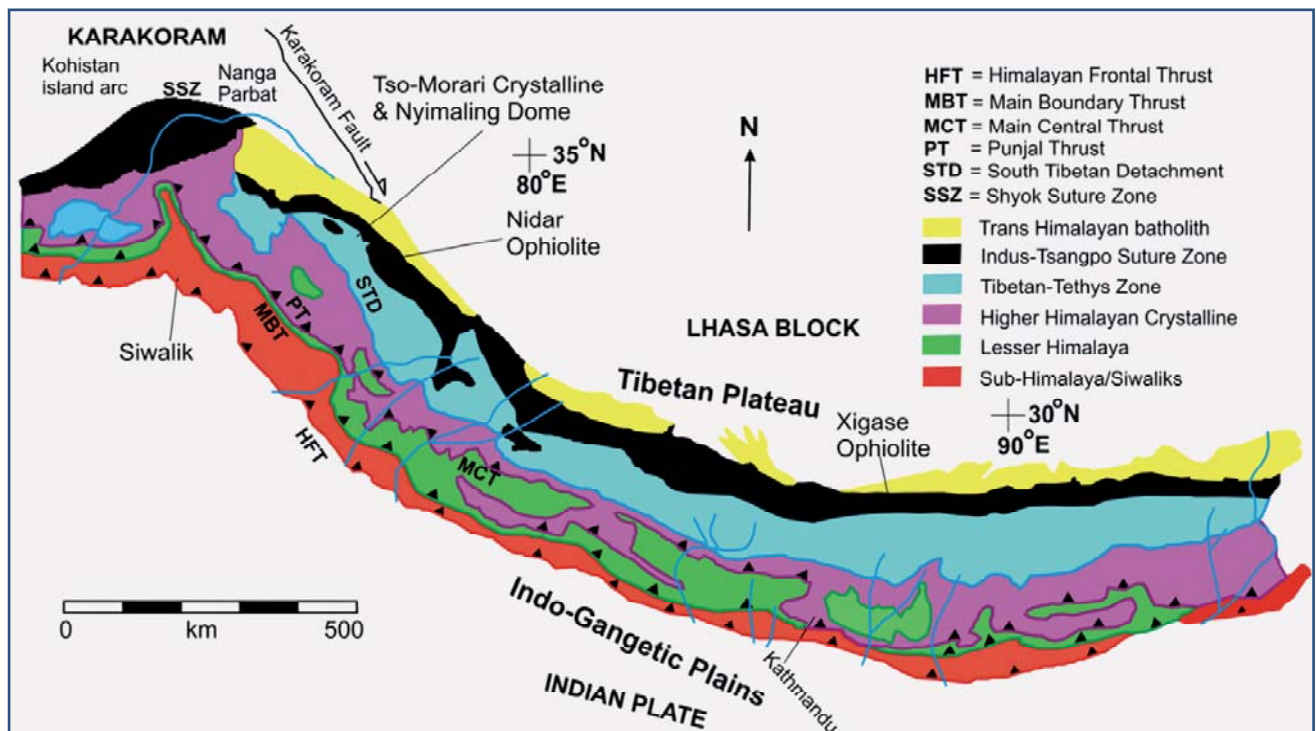 KARAKORAM
Kohistan
island arc
SSZ
Nanga
Parbat
Karakoram Fault
Tso-Morari Crystalline
& Nyimaling Dome
35°N
80°E
N
Nidar
Ophiolite
HFT = Himalayan Frontal Thrust
MBT = Main Boundary Thrust
MCT = Main Central Thrust
PT = Punjal Thrust
STD = South Tibetan Detachment
SSZ = Shyok Suture Zone
Trans Himalayan batholith
Indus-Tsangpo Suture Zone
Tibetan-Tethys Zone
Higher Himalayan Crystalline
Lesser Himalaya
Sub-Himalaya/Siwaliks
30°N
90°E
STD
PT
MBT
Siwalik
LHASA BLOCK
Tibetan Plateau
Xigase
Ophiolite
HFT
MCT
Indo-Gangetic Plains
Kathmandu
INDIAN PLATE
0 km 500